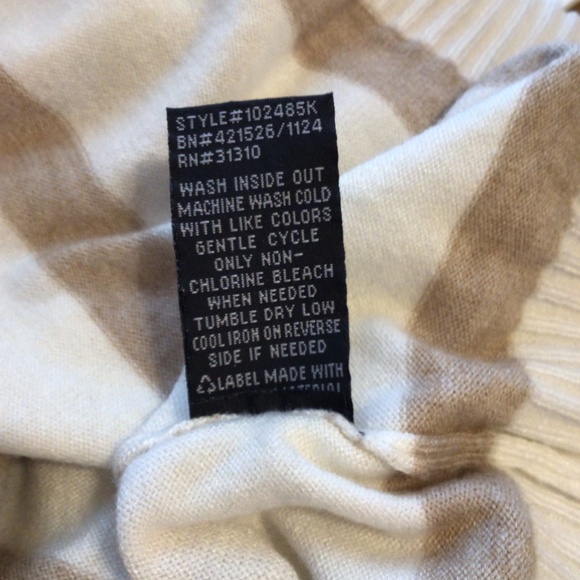 STYLE#102485K
BN#421526/1124
RN#31310
WASH INSIDE OUT
MACHINE WASH COLD
WITH LIKE COLORS
GENTLE CYCLE
ONLY NON-
CHLORINE BLEACH
WHEN NEEDED
TUMBLE DRY LOW
COOL IRON ON REVERSE
SIDE IF NEEDED
LABEL MADE WITH
MATERIAL